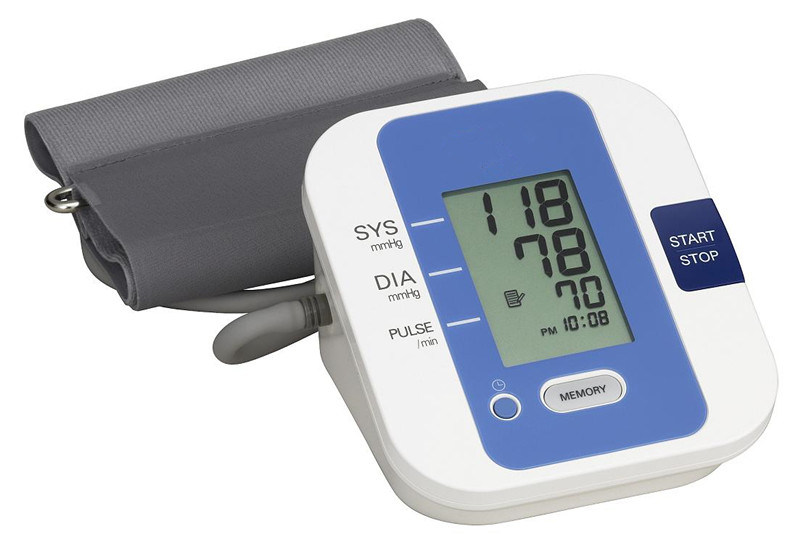 SYS
mmHg
118
DIA
mmHg
78
PULSE
/min
70
PM 10:08
START
STOP
MEMORY